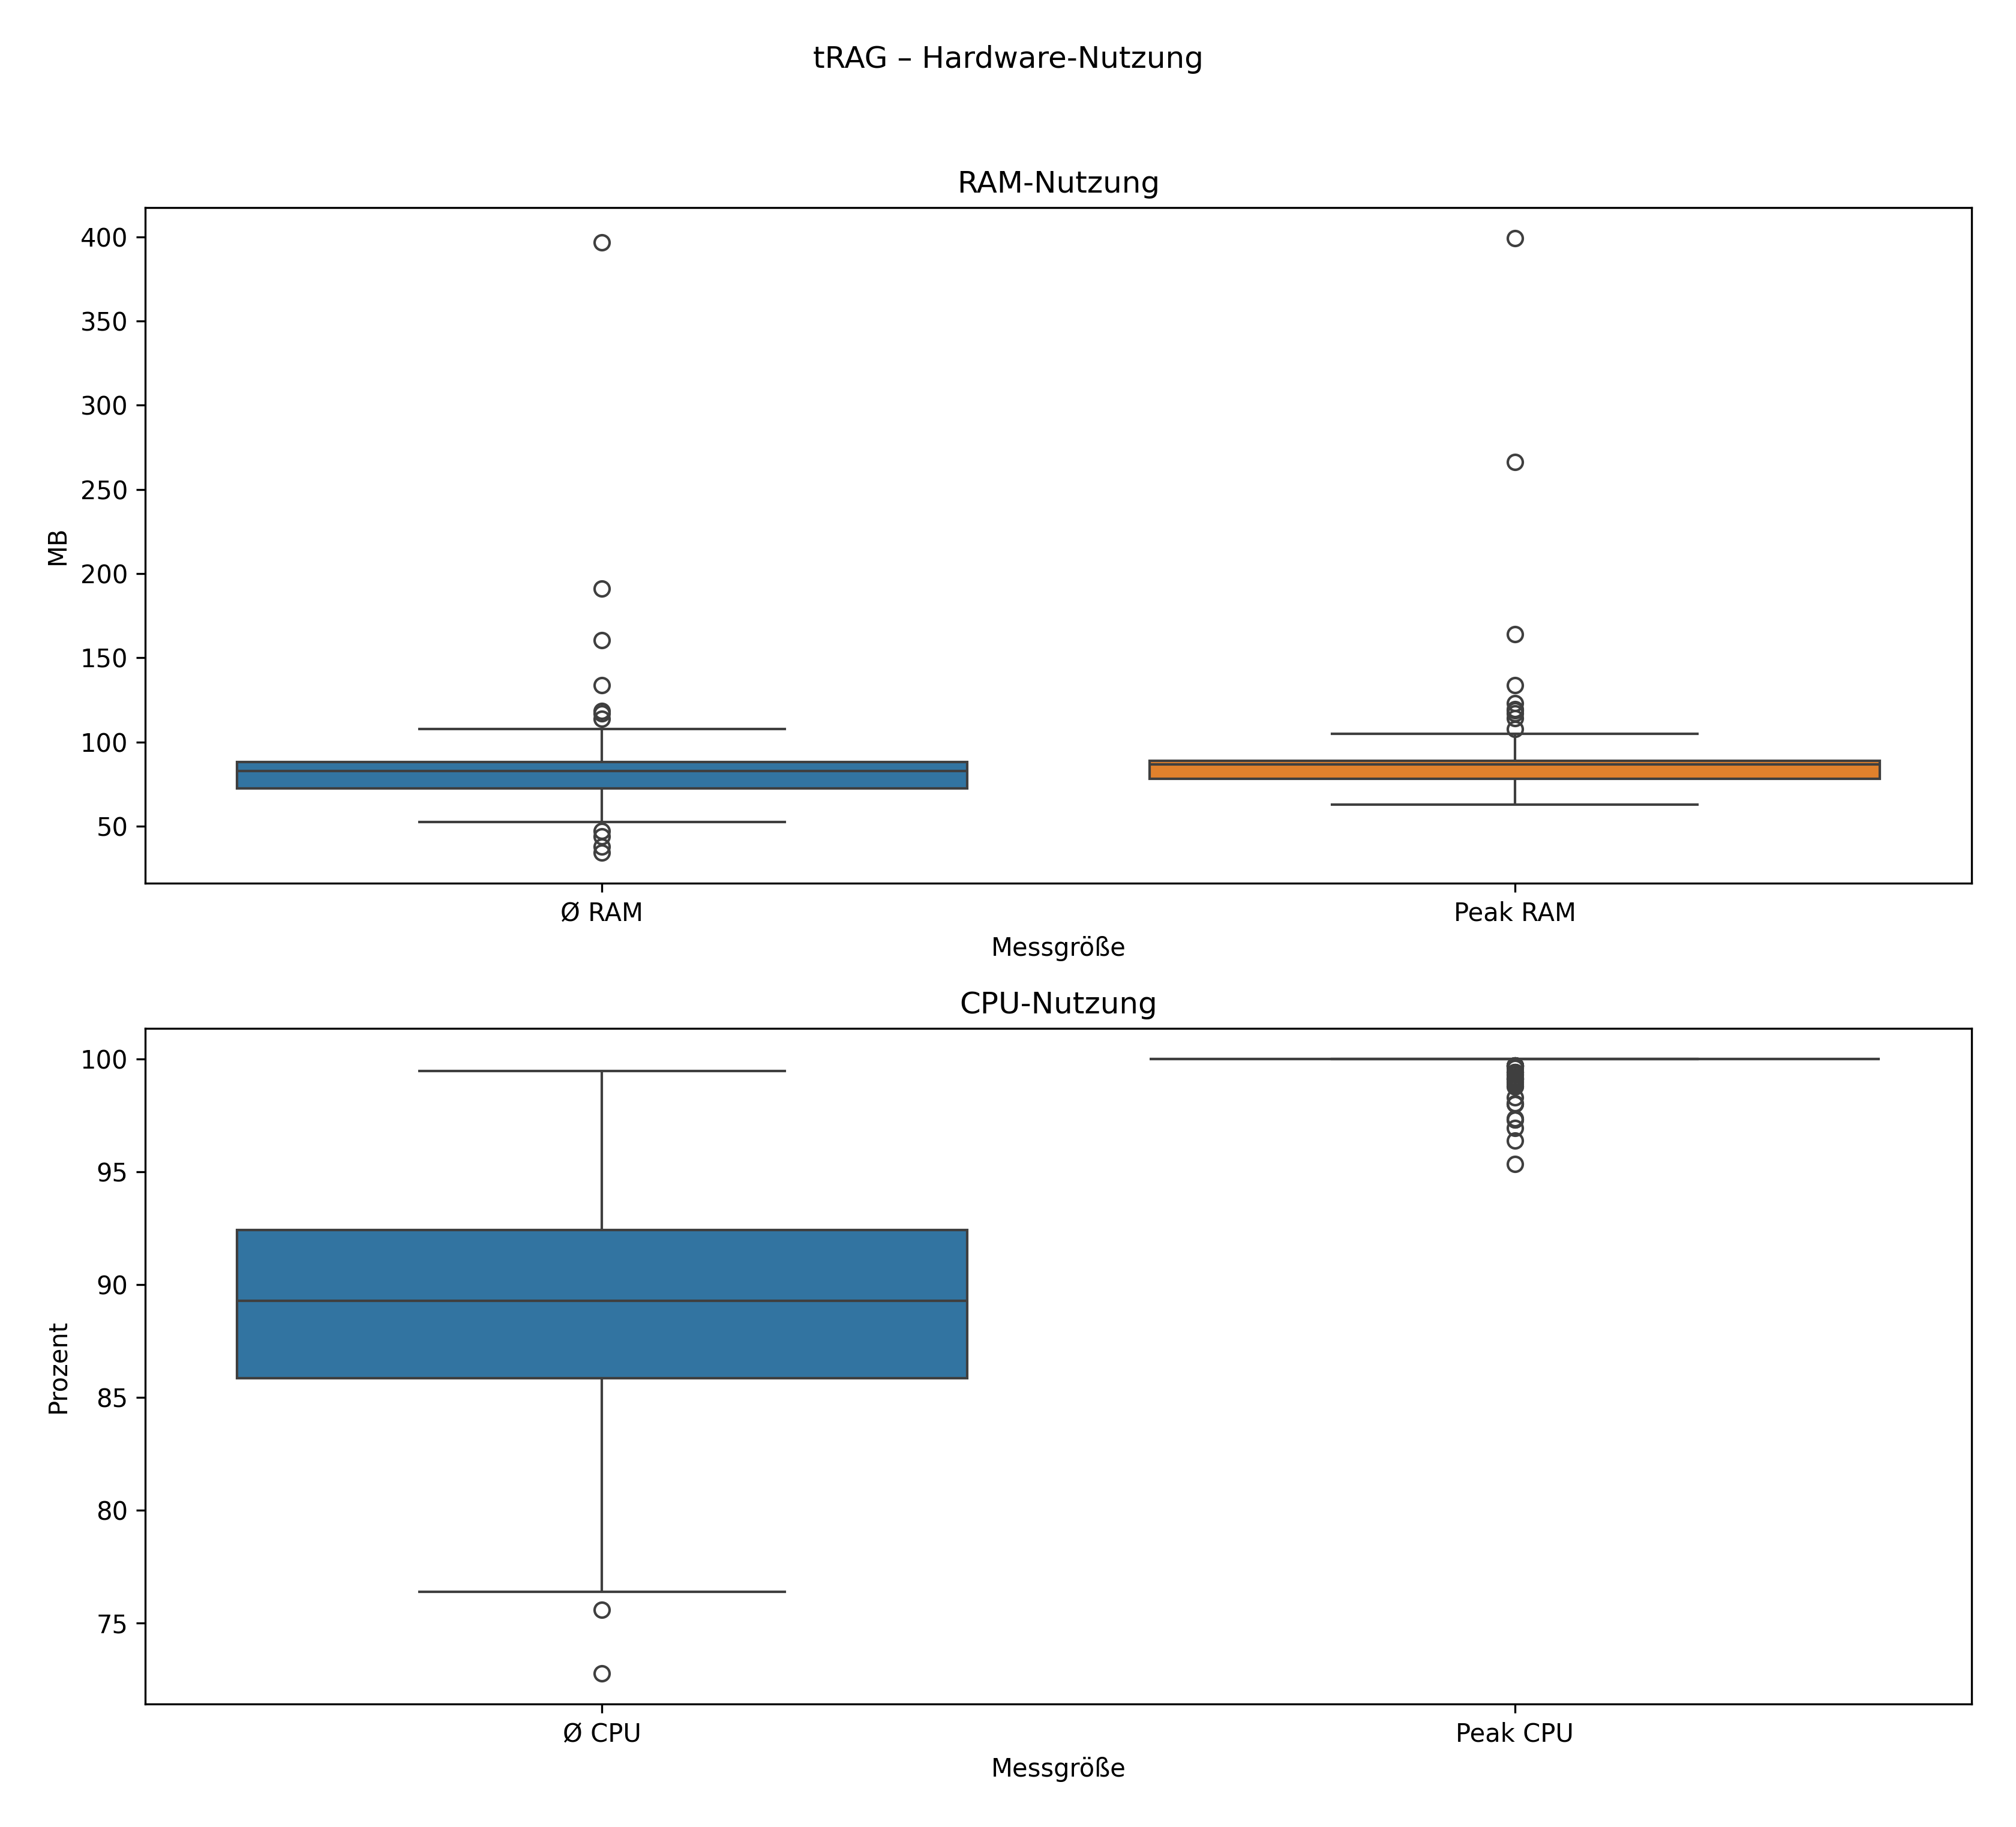 tRAG – Hardware-Nutzung
RAM-Nutzung
400
350
300
250
200
150
100
50
MB
Ø RAM
Peak RAM
Messgröße
CPU-Nutzung
100
95
90
85
80
75
Prozent
Ø CPU
Peak CPU
Messgröße